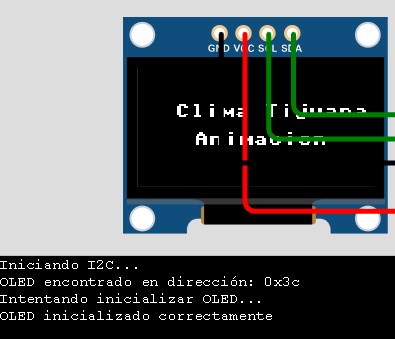 GND VCC SCL SDA
Clima Tijuana
Animacion
Iniciando I2C...
OLED encontrado en dirección: 0x3c
Intentando inicializar OLED...
OLED inicializado correctamente